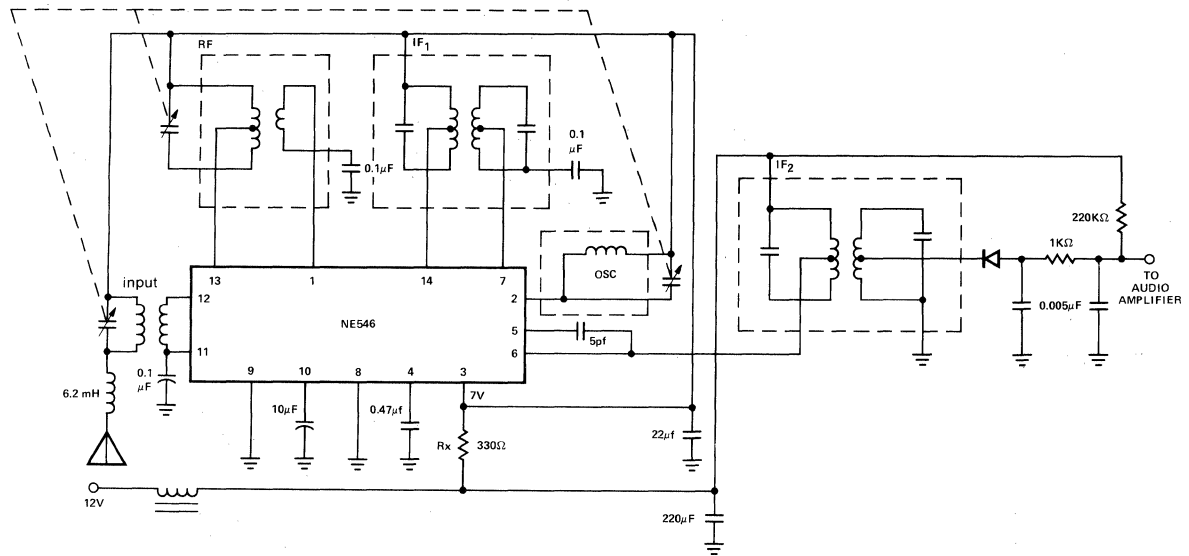 RF
IF1
0.1
μF
0.1μF
IF2
220KΩ
1KΩ
OSC
13
1
14
7
input
12
2
TO
AUDIO
AMPLIFIER
NE546
0.005μF
5
5pf
11
6
0.1
μF
6.2 mH
9
10
8
4
3
7V
10μF
0.47μf
Rx
330Ω
22μf
12V
220μF